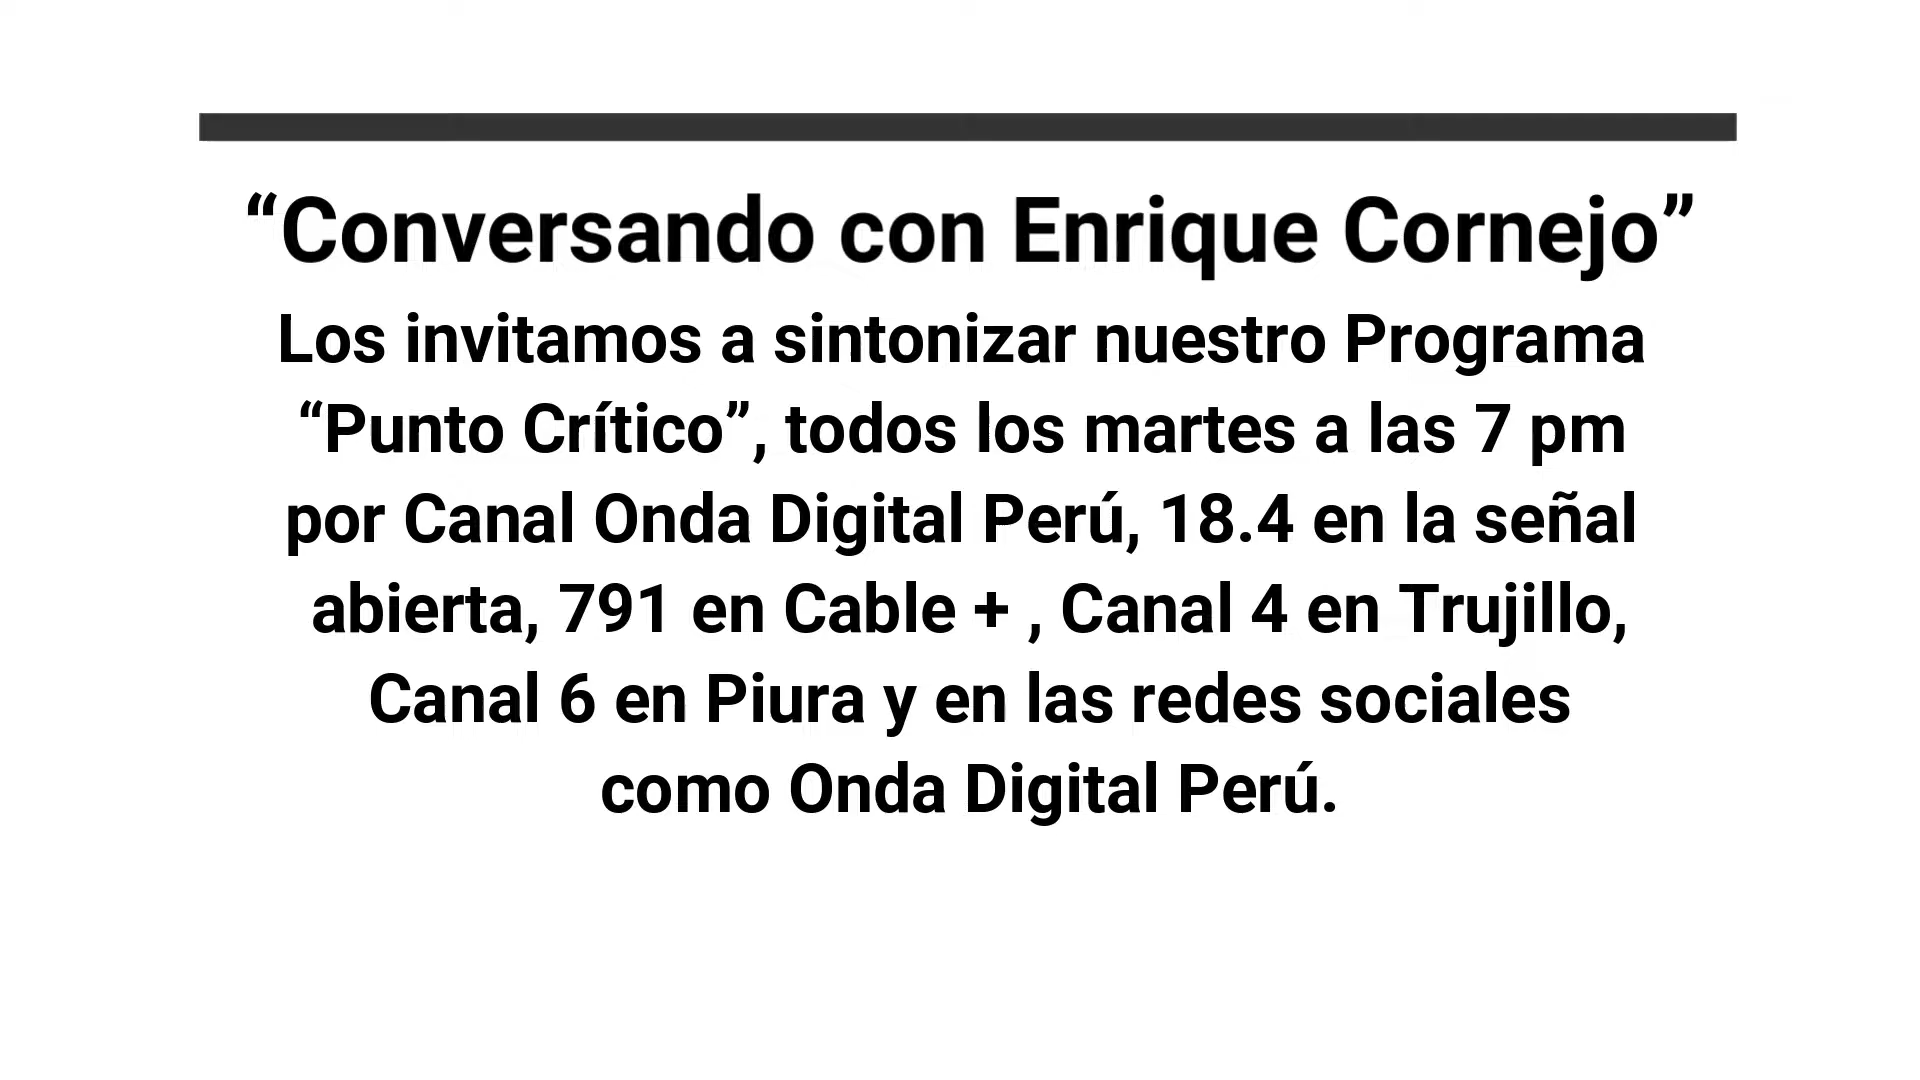 “Conversando con Enrique Cornejo”
Los invitamos a sintonizar nuestro Programa
“Punto Crítico”, todos los martes a las 7 pm
por Canal Onda Digital Perú, 18.4 en la señal
abierta, 791 en Cable + , Canal 4 en Trujillo,
Canal 6 en Piura y en las redes sociales
como Onda Digital Perú.